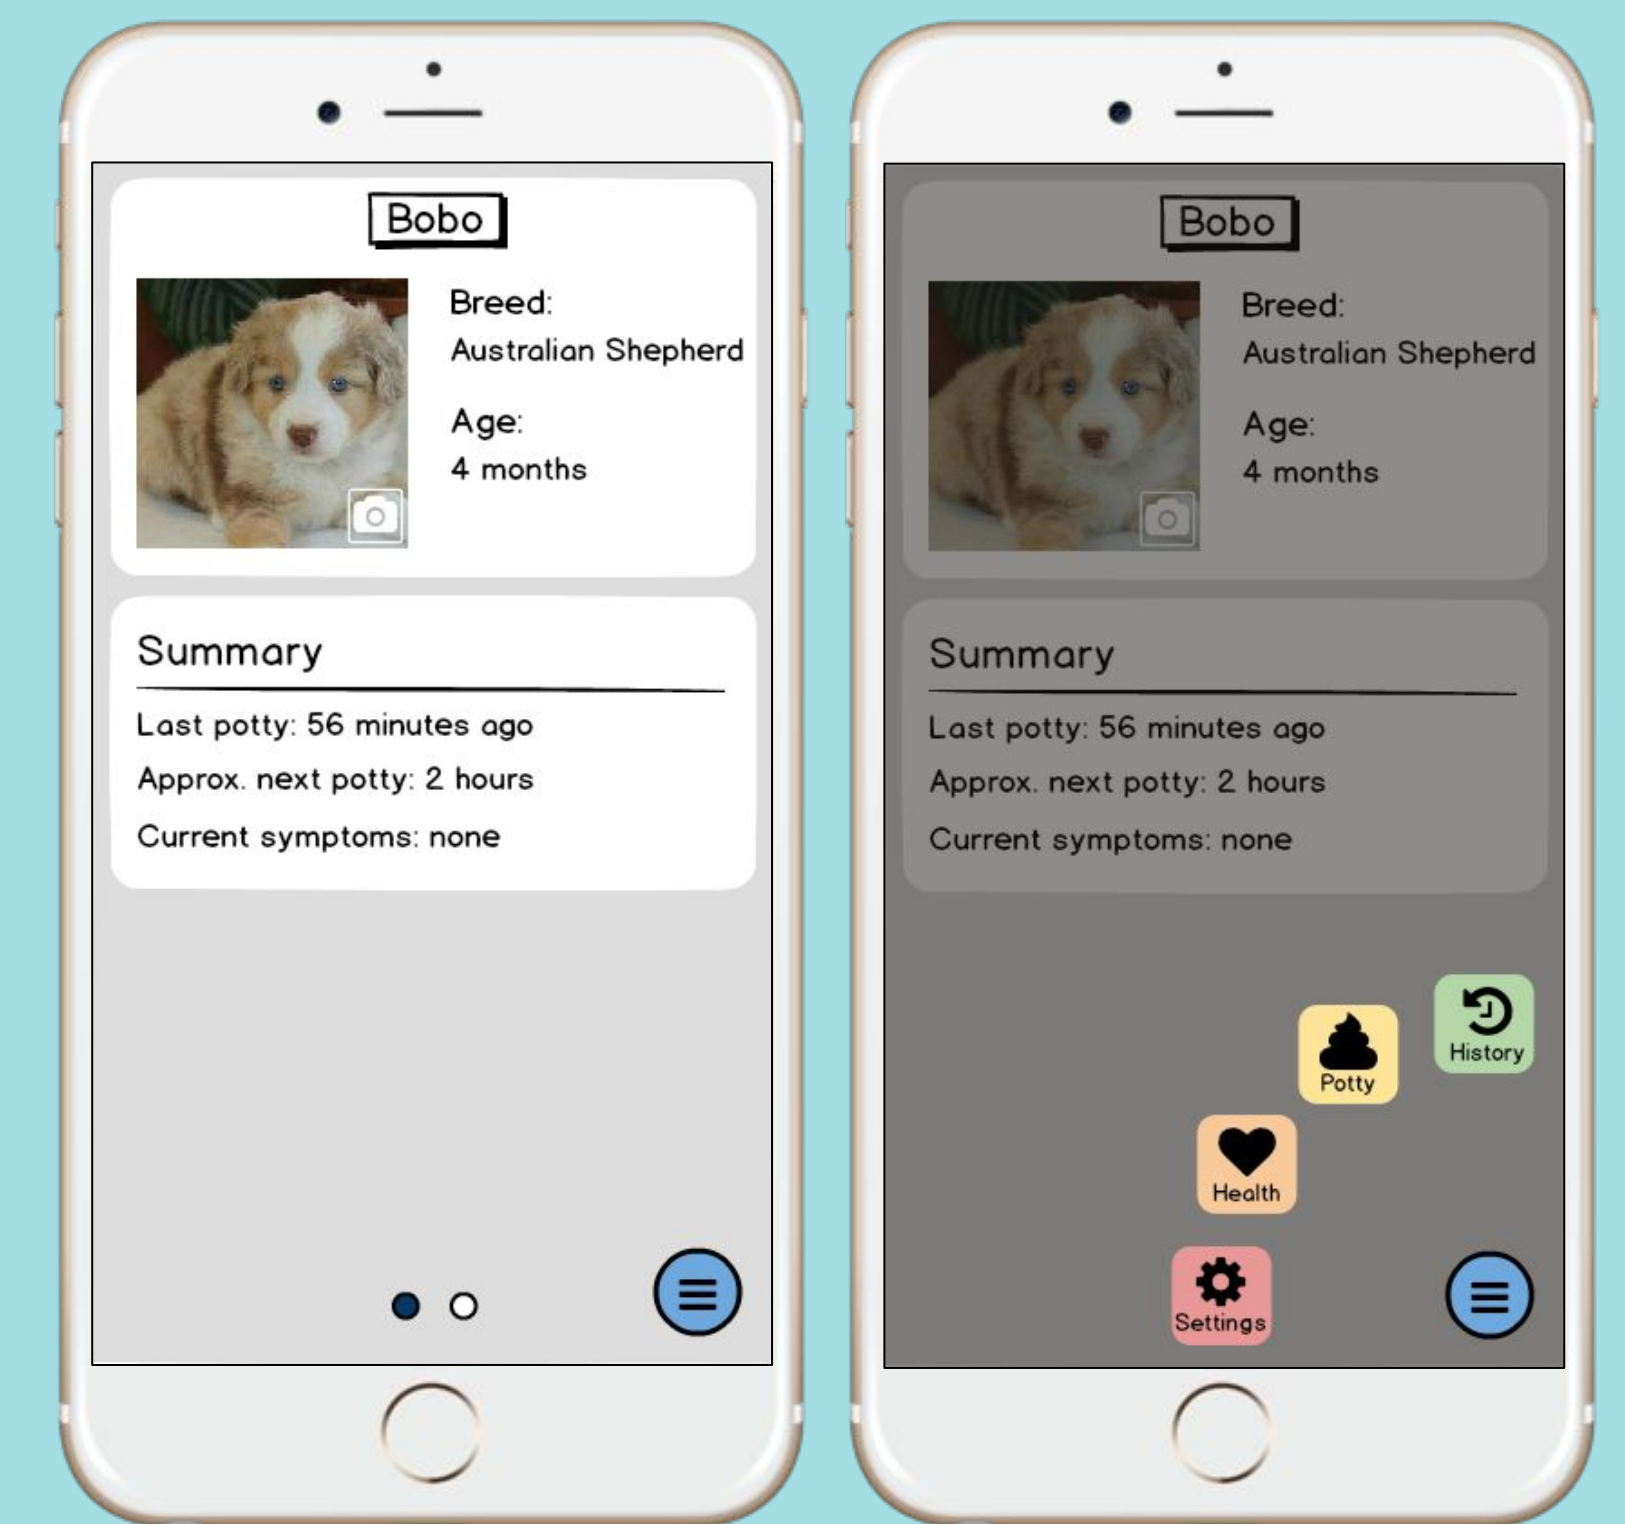 Bobo
Breed:
Australian Shepherd
Age:
4 months
Summary
Last potty: 56 minutes ago
Approx. next potty: 2 hours
Current symptoms: none
Bobo
Breed:
Australian Shepherd
Age:
4 months
Summary
Last potty: 56 minutes ago
Approx. next potty: 2 hours
Current symptoms: none
History
Potty
Health
Settings